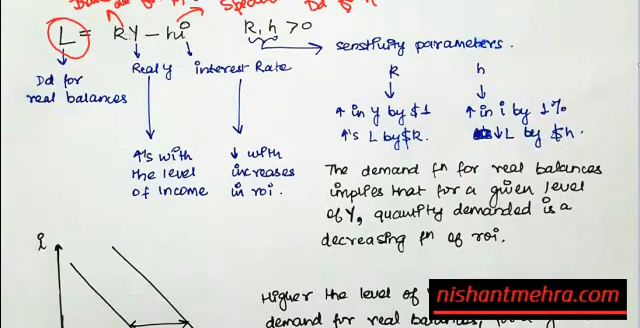 L = kY - hi k, h > 0
sensitivity parameters.
Dd for
real balances
Real y
interest Rate
↑'s with
the level
of income
↓ with
increases
in roi.
k
↑ in y by $1
↑'s L by $k.
h
↑ in i by 1%
↓ L by $h.
The demand fn for real balances
implies that for a given level
of Y, quantity demanded is a
decreasing fn of roi.
i
Higher the level of
demand for real balances,
nishantmehra.com